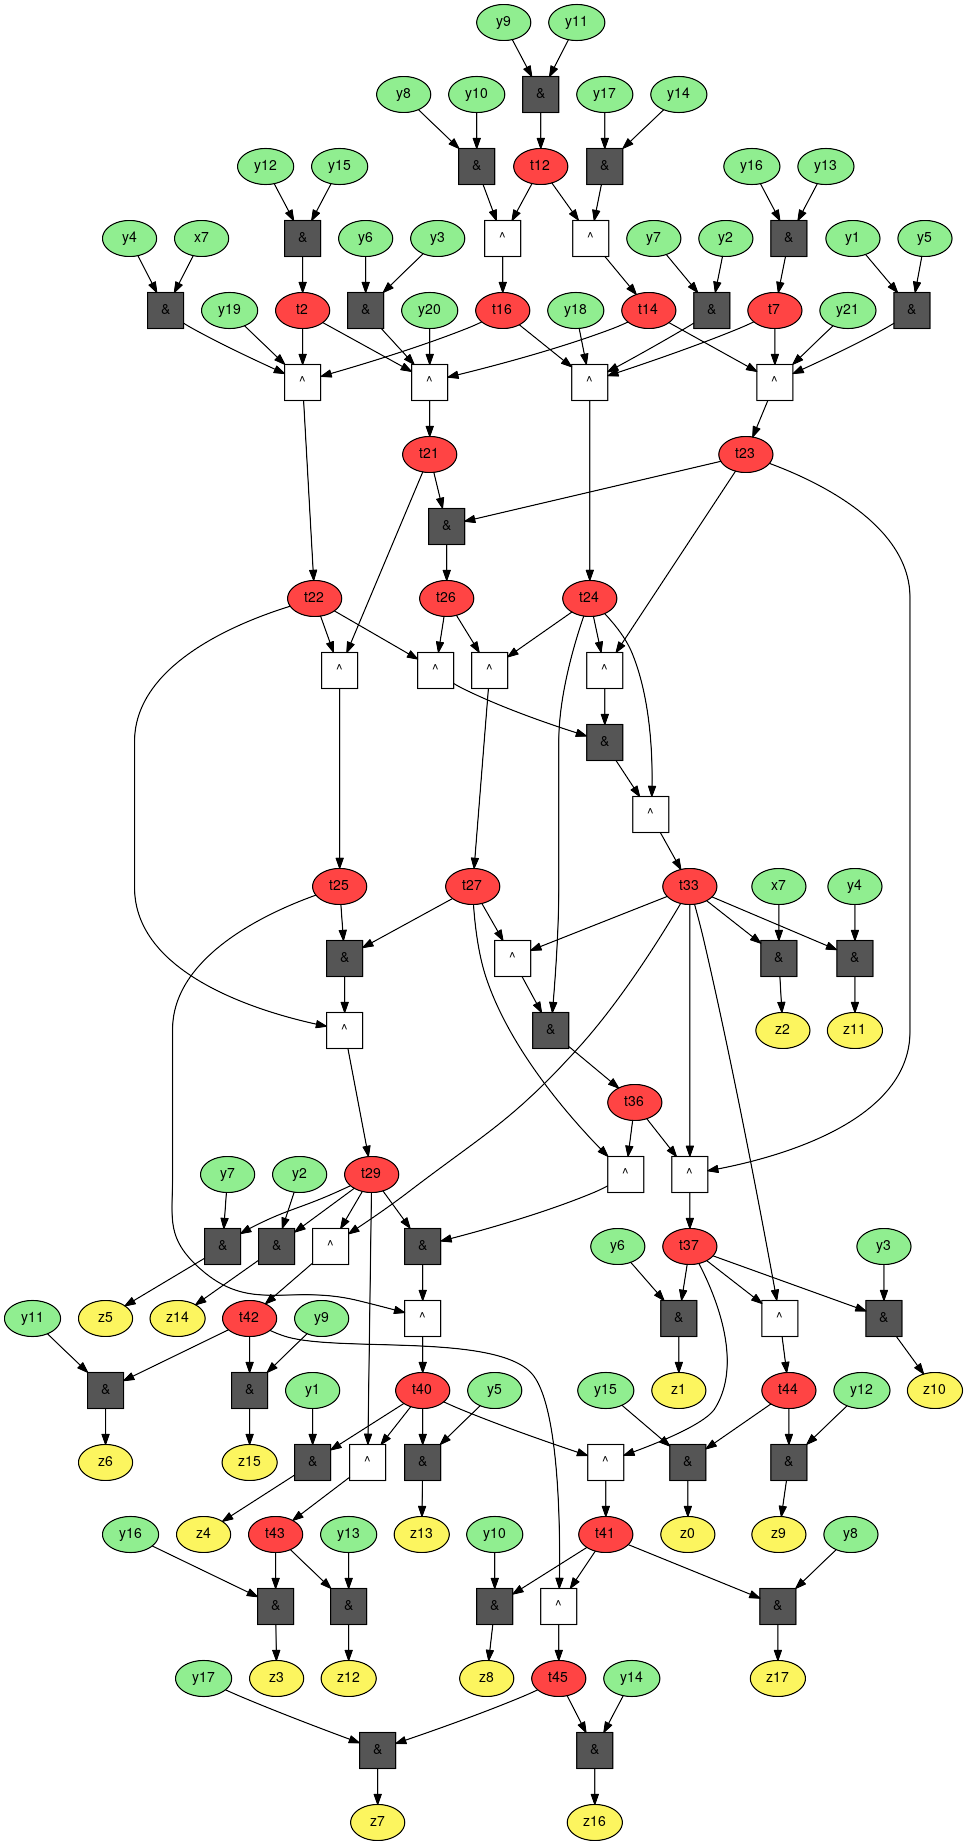 y9 y11
y8 y10 & y17 y14
y12 y15 & t12 & y16 y13
y4 x7 & y6 y3 ^ ^ y7 y2 & y1 y5
& y19 t2 & y20 t16 y18 t14 & t7 y21 &
^ ^ ^ ^
t21 t23
&
t22 t26 t24
^ ^ ^ ^
&
^
t25 t27 t33 x7 y4
& ^ & &
^ & z2 z11
t36
y7 y2 t29 ^ ^
& & ^ & y6 t37 y3
y11 z5 z14 t42 y9 ^ & ^ &
& & y1 t40 y5 z1 y15 t44 y12 z10
z6 z15 & ^ & ^ & &
y16 z4 t43 y13 z13 y10 t41 z0 z9 y8
& & & ^ &
y17 z3 z12 z8 t45 y14 z17
& &
z7 z16